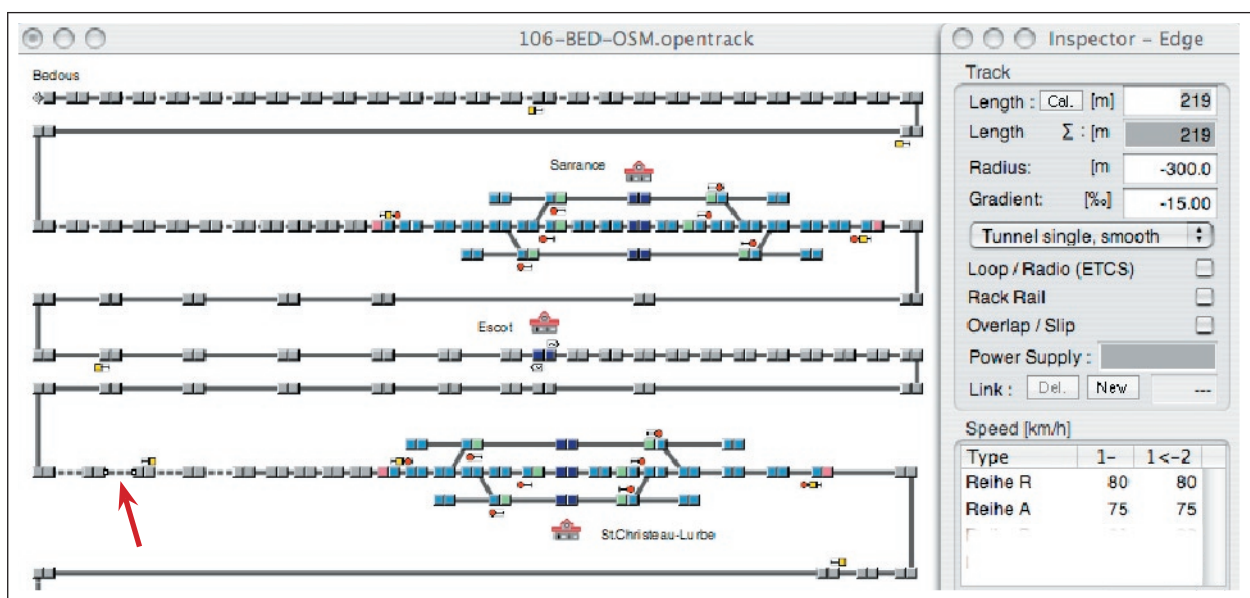 106-BED-OSM.opentrack
Bedous
Sarrance
Escot
St.Christeau-Lurbe
Inspector - Edge
Track
Length : Cal. [m] 219
Length Σ : [m 219
Radius: [m -300.0
Gradient: [‰] -15.00
Tunnel single, smooth
Loop / Radio (ETCS)
Rack Rail
Overlap / Slip
Power Supply :
Link : Del. New ---
Speed [km/h]
Type 1- 1<-2
Reihe R 80 80
Reihe A 75 75